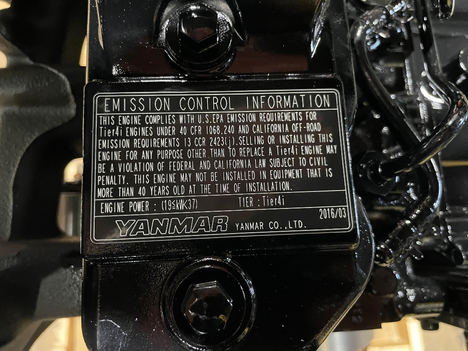 EMISSION CONTROL INFORMATION
THIS ENGINE COMPLIES WITH U.S.EPA EMISSION REQUIREMENTS FOR
Tier4i ENGINES UNDER 40 CFR 1068.240 AND CALIFORNIA OFF-ROAD
EMISSION REQUIREMENTS 13 CCR 2423(j).SELLING OR INSTALLING THIS
ENGINE FOR ANY PURPOSE OTHER THAN TO REPLACE A Tier4i ENGINE MAY
BE A VIOLATION OF FEDERAL AND CALIFORNIA LAW SUBJECT TO CIVIL
PENALTY. THIS ENGINE MAY NOT BE INSTALLED IN EQUIPMENT THAT IS
MORE THAN 40 YEARS OLD AT THE TIME OF INSTALLATION.
ENGINE POWER : (19≤kW<37) TIER : Tier4i
2016/03
YANMAR YANMAR CO.,LTD.